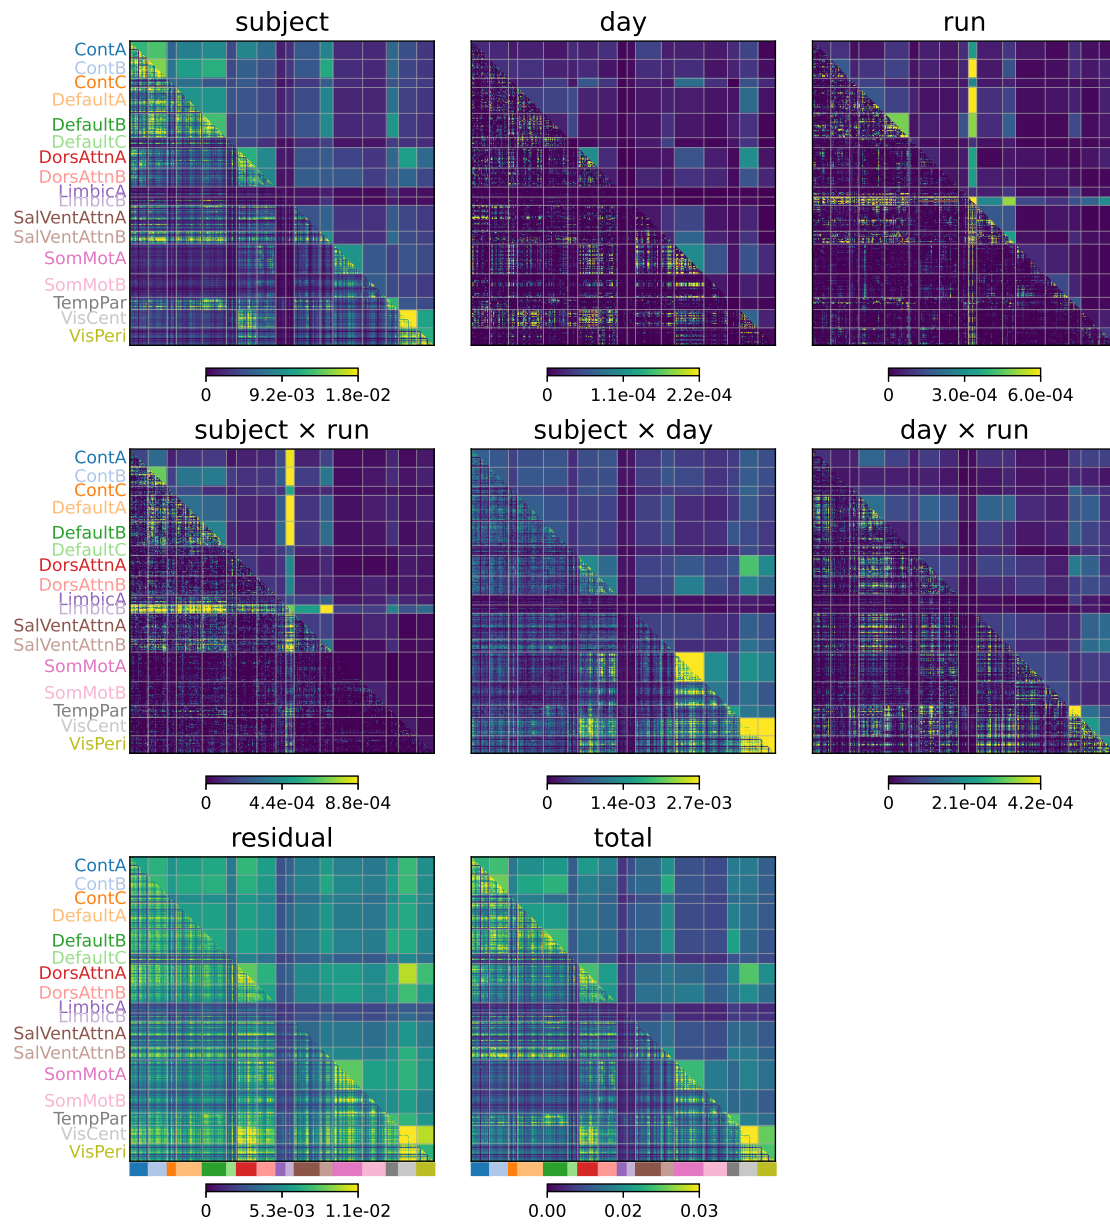 subject
day
run
ContA
ContB
ContC
DefaultA
DefaultB
DefaultC
DorsAttnA
DorsAttnB
LimbicA
LimbicB
SalVentAttnA
SalVentAttnB
SomMotA
SomMotB
TempPar
VisCent
VisPeri
0 9.2e-03 1.8e-02
0 1.1e-04 2.2e-04
0 3.0e-04 6.0e-04
subject × run
subject × day
day × run
ContA
ContB
ContC
DefaultA
DefaultB
DefaultC
DorsAttnA
DorsAttnB
LimbicA
LimbicB
SalVentAttnA
SalVentAttnB
SomMotA
SomMotB
TempPar
VisCent
VisPeri
0 4.4e-04 8.8e-04
0 1.4e-03 2.7e-03
0 2.1e-04 4.2e-04
residual
total
ContA
ContB
ContC
DefaultA
DefaultB
DefaultC
DorsAttnA
DorsAttnB
LimbicA
LimbicB
SalVentAttnA
SalVentAttnB
SomMotA
SomMotB
TempPar
VisCent
VisPeri
0 5.3e-03 1.1e-02
0.00 0.02 0.03